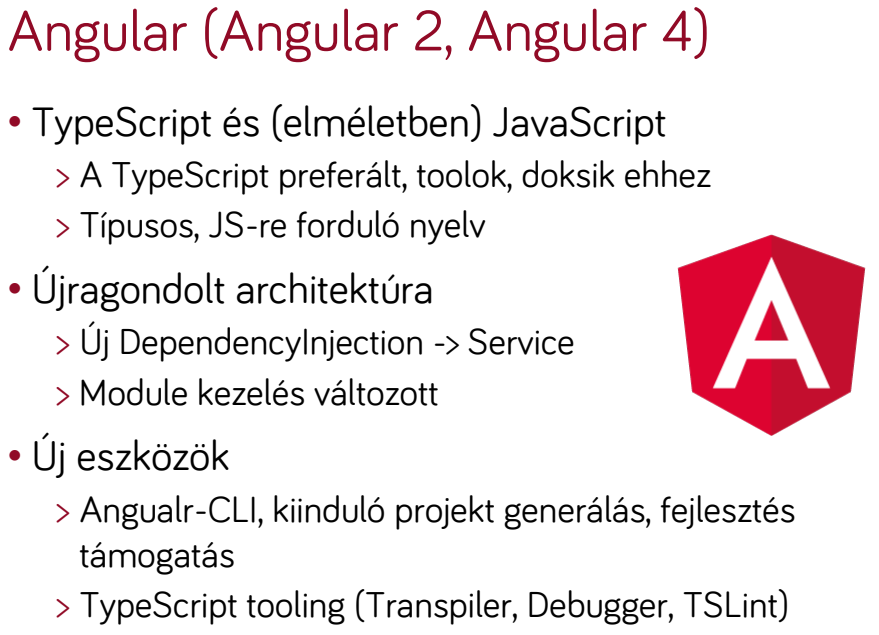 Angular (Angular 2, Angular 4)
• TypeScript és (elméletben) JavaScript
> A TypeScript preferált, toolok, doksik ehhez
> Típusos, JS-re forduló nyelv
• Újragondolt architektúra
> Új DependencyInjection -> Service
> Module kezelés változott
• Új eszközök
> Angualr-CLI, kiinduló projekt generálás, fejlesztés
támogatás
> TypeScript tooling (Transpiler, Debugger, TSLint)
A